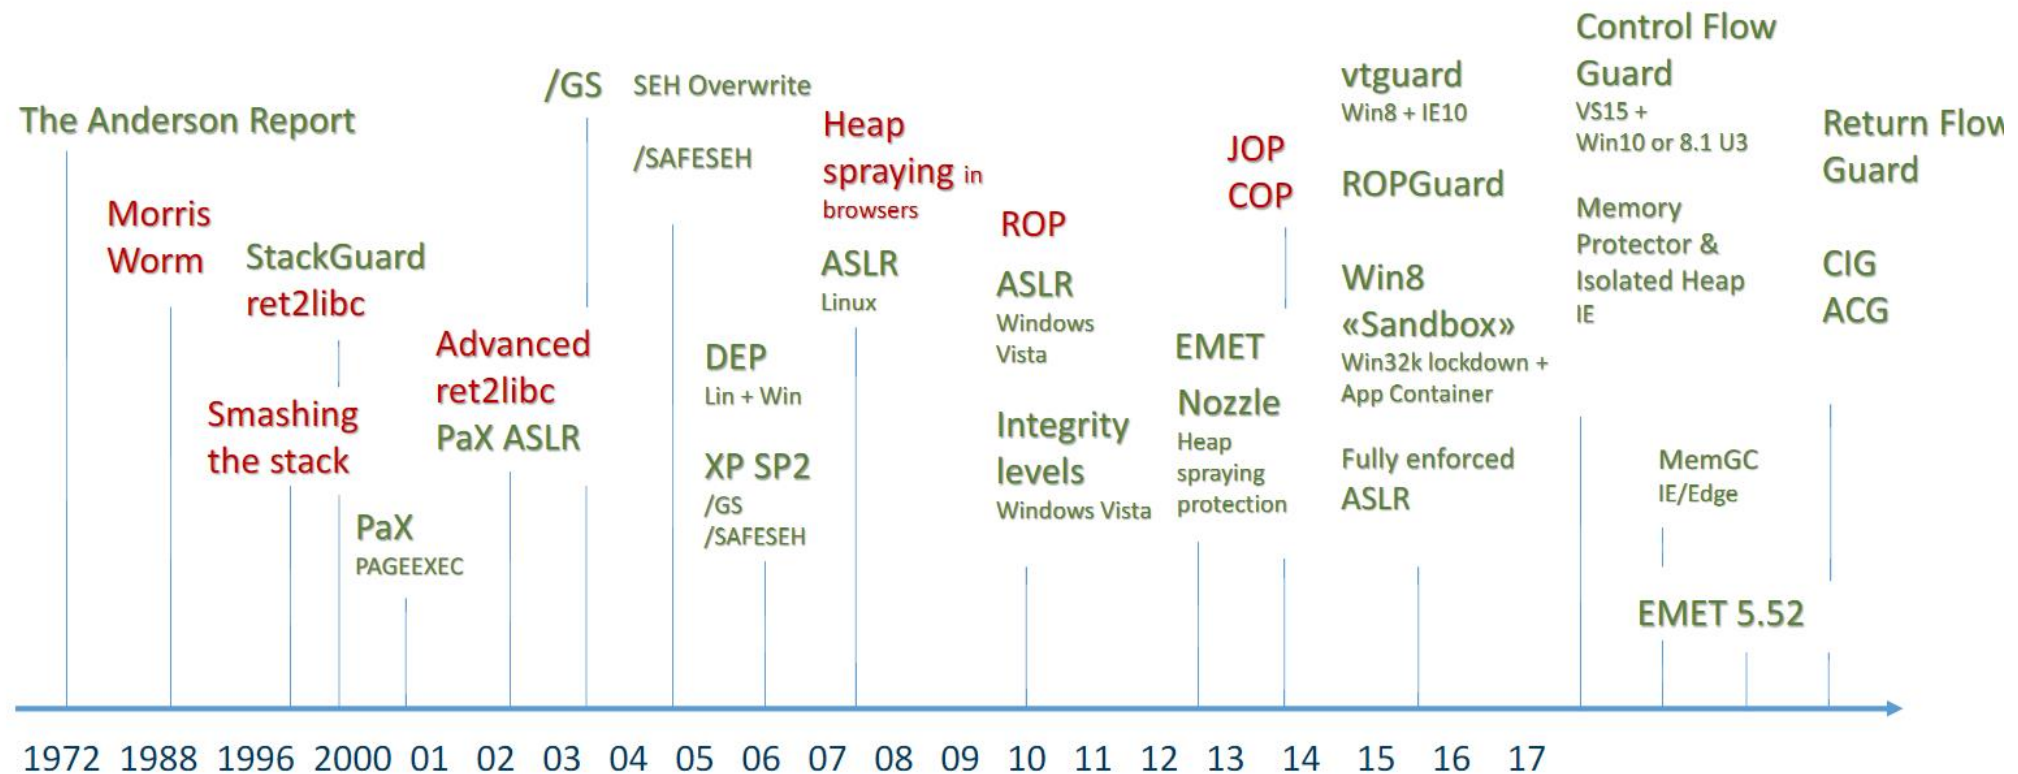 The Anderson Report
Morris
Worm
StackGuard
ret2libc
Smashing
the stack
PaX
PAGEEXEC
Advanced
ret2libc
PaX ASLR
/GS
SEH Overwrite
/SAFESEH
DEP
Lin + Win
XP SP2
/GS
/SAFESEH
Heap
spraying in
browsers
ASLR
Linux
ROP
ASLR
Windows
Vista
Integrity
levels
Windows Vista
EMET
Nozzle
Heap
spraying
protection
JOP
COP
vtguard
Win8 + IE10
ROPGuard
Win8
«Sandbox»
Win32k lockdown +
App Container
Fully enforced
ASLR
Control Flow
Guard
VS15 +
Win10 or 8.1 U3
Memory
Protector &
Isolated Heap
IE
MemGC
IE/Edge
EMET 5.52
Return Flow
Guard
CIG
ACG
1972 1988 1996 2000 01 02 03 04 05 06 07 08 09 10 11 12 13 14 15 16 17